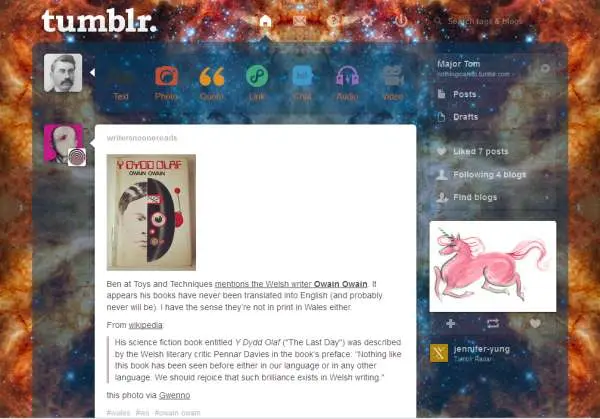 tumblr.
Search tags & blogs
Major Tom
Text
Photo
Quote
Link
Chat
Audio
Video
Posts
Drafts
Liked 7 posts
Following 4 blogs
Find blogs
writersnoonereads
Y DYDD OLAF
OWAIN OWAIN
Ben at Toys and Techniques mentions the Welsh writer Owain Owain. It
appears his books have never been translated into English (and probably
never will be). I have the sense they're not in print in Wales either.
From wikipedia:
His science fiction book entitled Y Dydd Olaf ("The Last Day") was described
by the Welsh literary critic Pennar Davies in the book's preface: "Nothing like
this book has been seen before either in our language or in any other
language. We should rejoice that such brilliance exists in Welsh writing."
this photo via Gwenno
#wales #ws #owain owain
jennifer-yung
Tumblr Radar